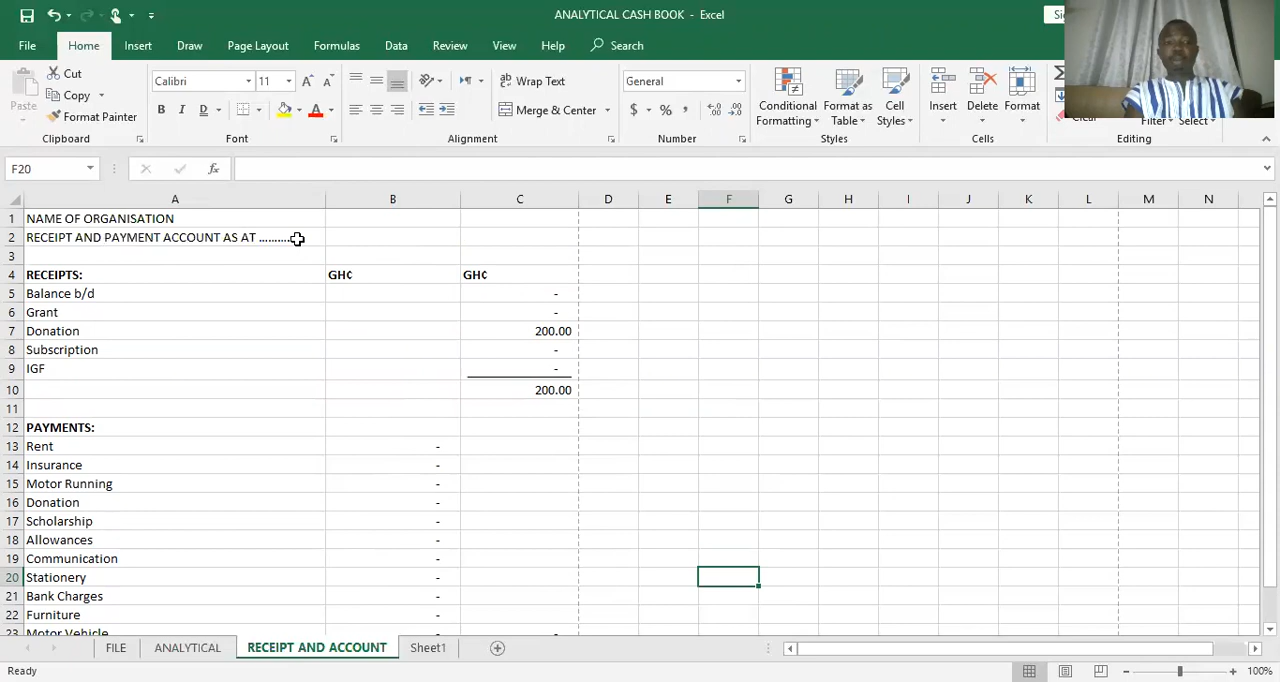 ANALYTICAL CASH BOOK - Excel
File Home Insert Draw Page Layout Formulas Data Review View Help Search
Paste
Cut
Copy
Format Painter
Clipboard
Calibri 11
B I D
Font
Wrap Text
Merge & Center
Alignment
General
$ % ,
Number
Conditional Formatting
Format as Table
Cell Styles
Styles
Insert Delete Format
Cells
Clear
Filter Select
Editing
F20
fx
A B C D E F G H I J K L M N
1 NAME OF ORGANISATION
2 RECEIPT AND PAYMENT ACCOUNT AS AT ..........
3
4 RECEIPTS: GH₵ GH₵
5 Balance b/d -
6 Grant -
7 Donation 200.00
8 Subscription -
9 IGF -
10 200.00
11
12 PAYMENTS:
13 Rent -
14 Insurance -
15 Motor Running -
16 Donation -
17 Scholarship -
18 Allowances -
19 Communication -
20 Stationery -
21 Bank Charges -
22 Furniture -
23 Motor Vehicle - -
FILE ANALYTICAL RECEIPT AND ACCOUNT Sheet1
Ready
100%